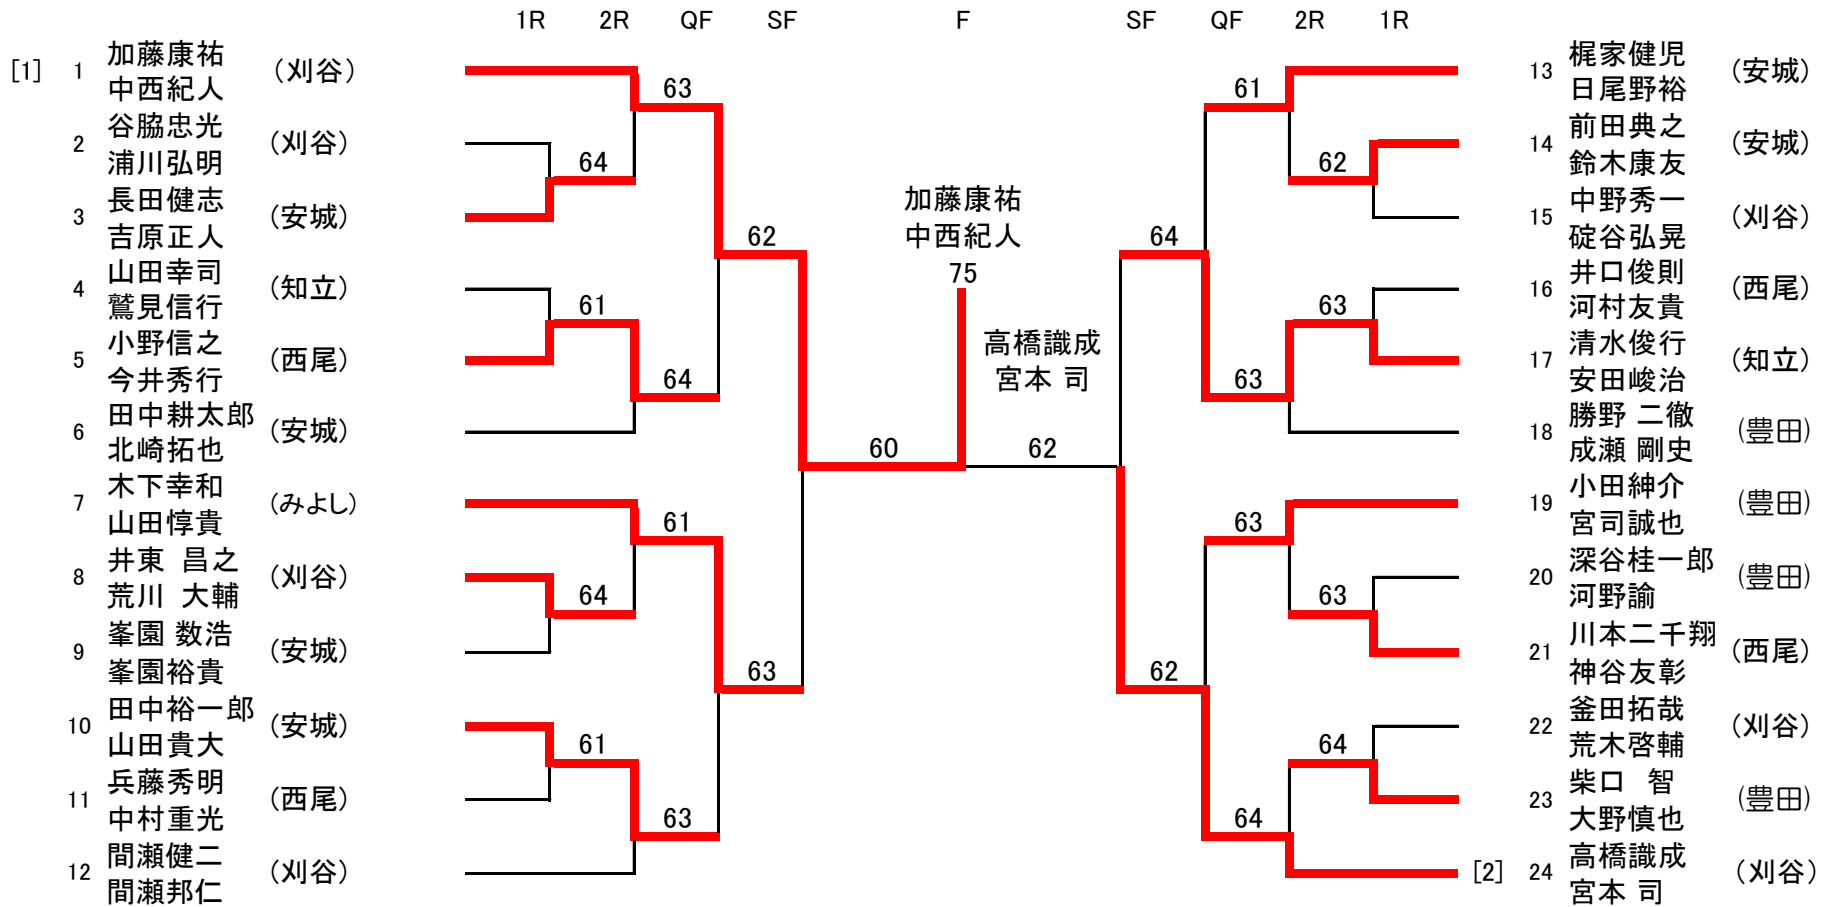 1R 2R QF SF F SF QF 2R 1R
[1] 1 加藤康祐 中西紀人 (刈谷)
2 谷脇忠光 浦川弘明 (刈谷)
3 長田健志 吉原正人 (安城)
4 山田幸司 鷲見信行 (知立)
5 小野信之 今井秀行 (西尾)
6 田中耕太郎 北崎拓也 (安城)
7 木下幸和 山田惇貴 (みよし)
8 井東 昌之 荒川 大輔 (刈谷)
9 峯園 数浩 峯園裕貴 (安城)
10 田中裕一郎 山田貴大 (安城)
11 兵藤秀明 中村重光 (西尾)
12 間瀬健二 間瀬邦仁 (刈谷)
64
61
64
61
63
64
61
63
62
63
60
加藤康祐
中西紀人
75
高橋識成
宮本 司
62
64
62
61
63
63
64
62
63
63
64
13 梶家健児 日尾野裕 (安城)
14 前田典之 鈴木康友 (安城)
15 中野秀一 碇谷弘晃 (刈谷)
16 井口俊則 河村友貴 (西尾)
17 清水俊行 安田峻治 (知立)
18 勝野 二徹 成瀬 剛史 (豊田)
19 小田紳介 宮司誠也 (豊田)
20 深谷桂一郎 河野諭 (豊田)
21 川本二千翔 神谷友彰 (西尾)
22 釜田拓哉 荒木啓輔 (刈谷)
23 柴口 智 大野慎也 (豊田)
[2] 24 高橋識成 宮本 司 (刈谷)